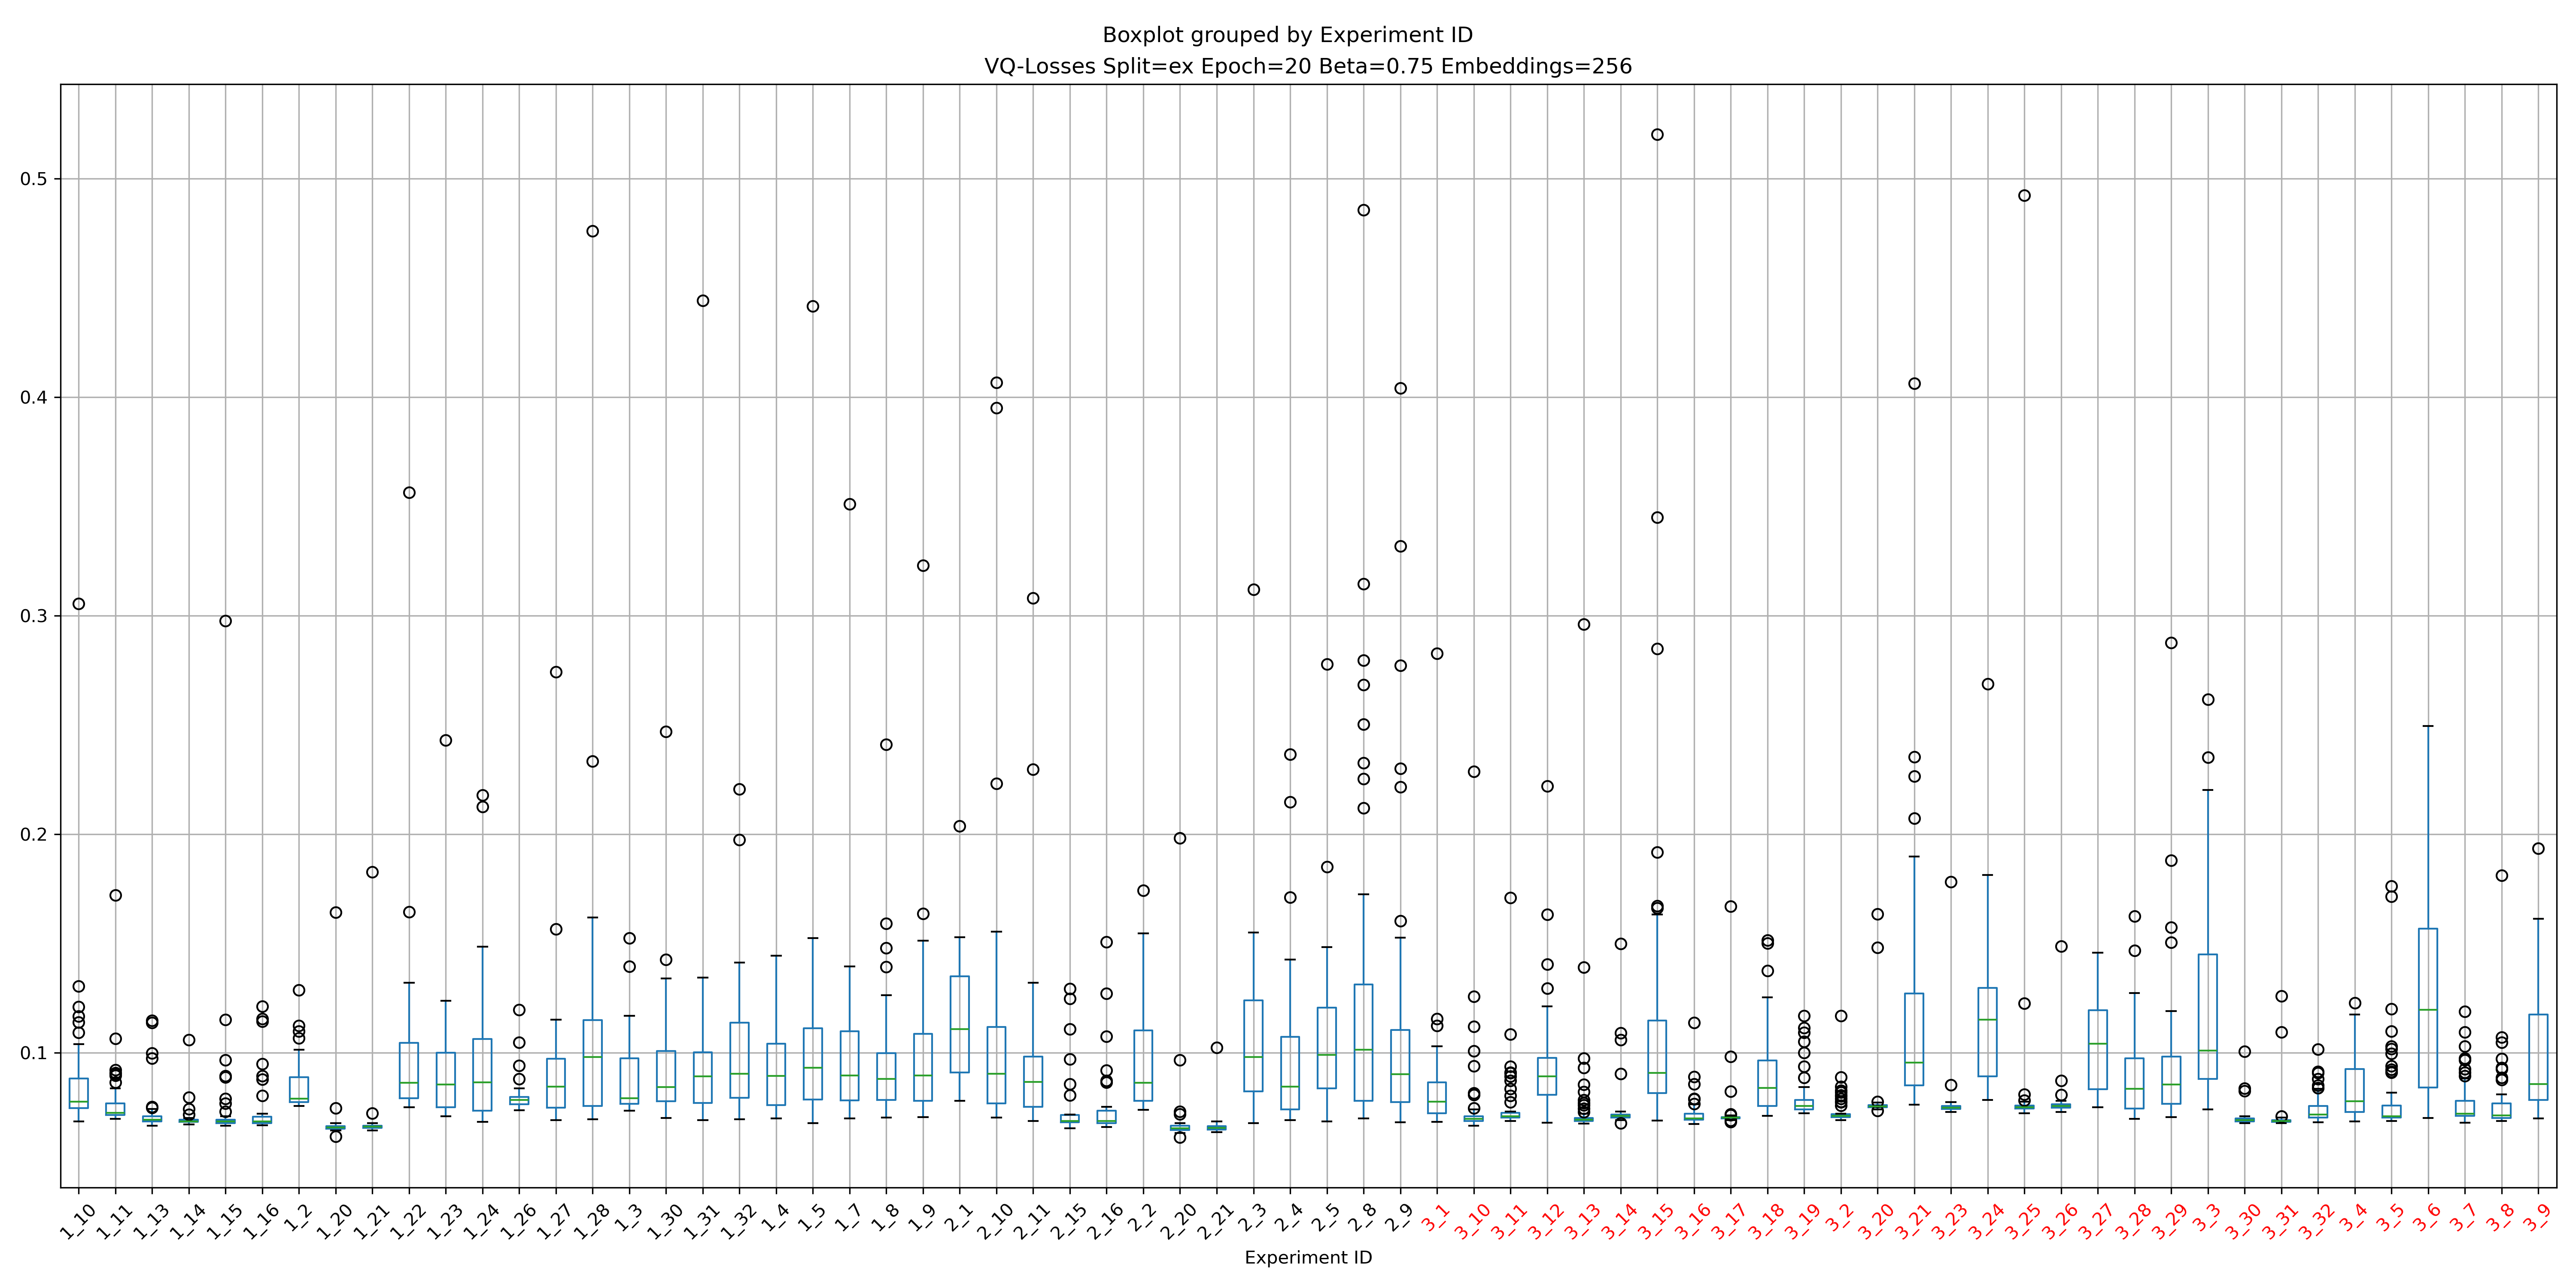 Boxplot grouped by Experiment ID
VQ-Losses Split=ex Epoch=20 Beta=0.75 Embeddings=256
0.5
0.4
0.3
0.2
0.1
1_10 1_11 1_13 1_14 1_15 1_16 1_2 1_20 1_21 1_22 1_23 1_24 1_26 1_27 1_28 1_3 1_30 1_31 1_32 1_4 1_5 1_7 1_8 1_9 2_1 2_10 2_11 2_15 2_16 2_2 2_20 2_21 2_3 2_4 2_5 2_8 2_9 3_1 3_10 3_11 3_12 3_13 3_14 3_15 3_16 3_17 3_18 3_19 3_2 3_20 3_21 3_23 3_24 3_25 3_26 3_27 3_28 3_29 3_3 3_30 3_31 3_32 3_4 3_5 3_6 3_7 3_8 3_9
Experiment ID